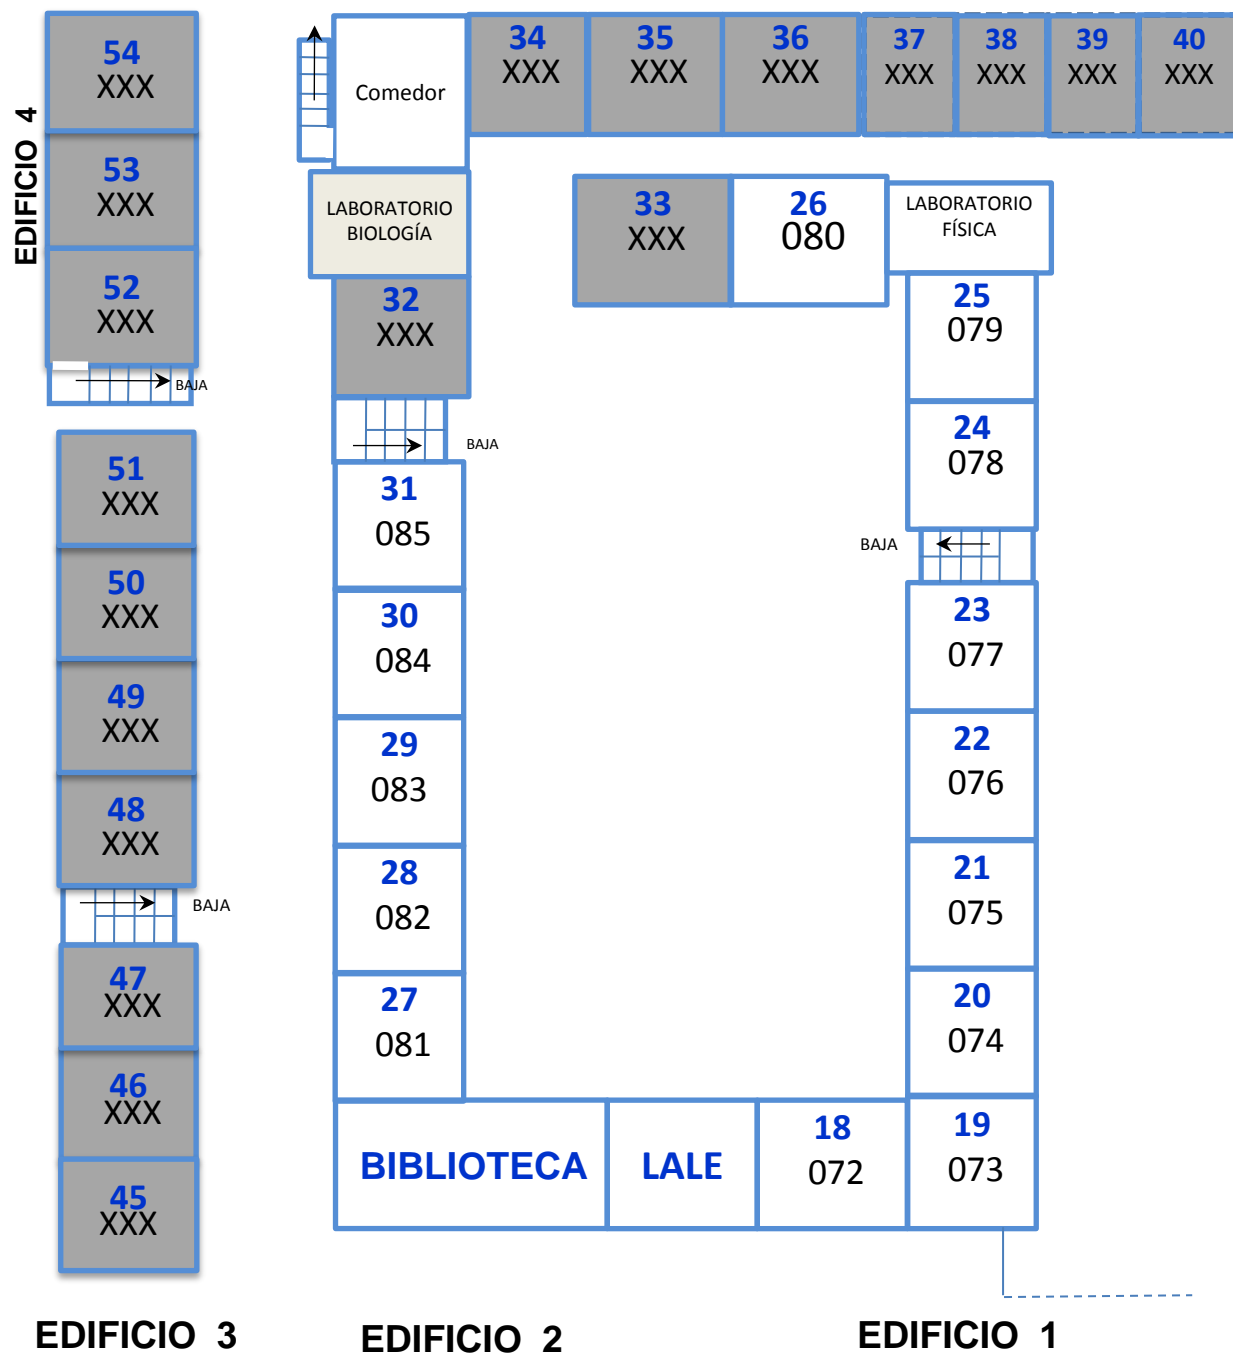 54
XXX
53
XXX
52
XXX
BAJA
EDIFICIO 4
51
XXX
50
XXX
49
XXX
48
XXX
BAJA
47
XXX
46
XXX
45
XXX
EDIFICIO 3
Comedor
LABORATORIO
BIOLOGÍA
32
XXX
BAJA
31
085
30
084
29
083
28
082
27
081
BIBLIOTECA
LALE
18
072
19
073
EDIFICIO 2
34
XXX
35
XXX
36
XXX
37
XXX
38
XXX
39
XXX
40
XXX
33
XXX
26
080
LABORATORIO
FÍSICA
25
079
24
078
BAJA
23
077
22
076
21
075
20
074
EDIFICIO 1